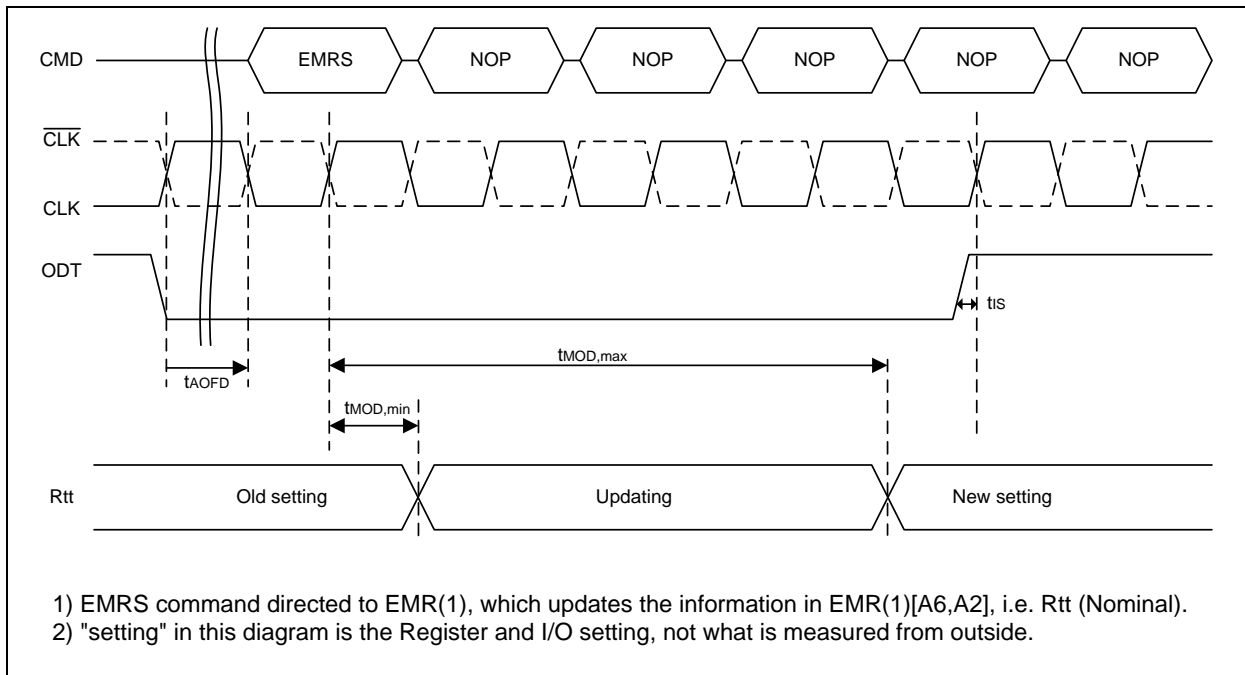 CMD EMRS NOP NOP NOP NOP NOP
CLK
CLK
ODT
tIS
tMOD,max
tAOFD
tMOD,min
Rtt Old setting Updating New setting
1) EMRS command directed to EMR(1), which updates the information in EMR(1)[A6,A2], i.e. Rtt (Nominal).
2) "setting" in this diagram is the Register and I/O setting, not what is measured from outside.